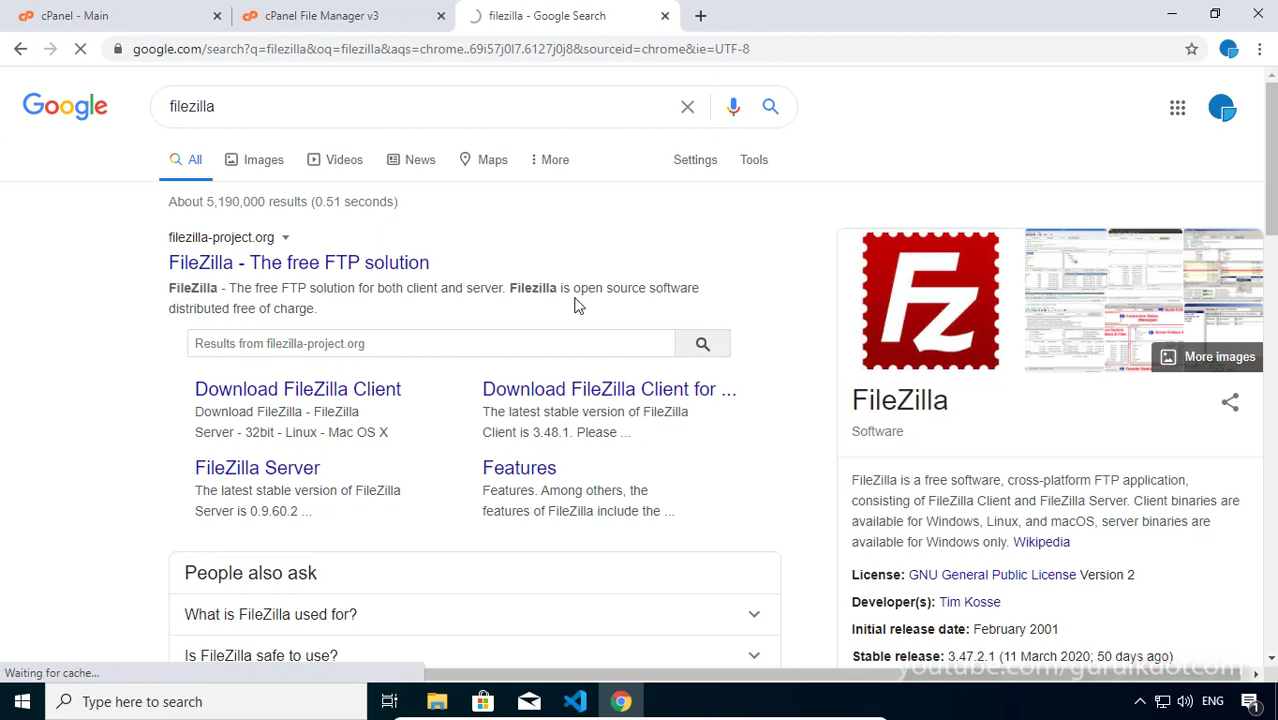 cPanel - Main
cPanel File Manager v3
filezilla - Google Search
google.com/search?q=filezilla&oq=filezilla&aqs=chrome..69i57j0l7.6127j0j8&sourceid=chrome&ie=UTF-8
Google
filezilla
All
Images
Videos
News
Maps
More
Settings
Tools
About 5,190,000 results (0.51 seconds)
filezilla-project.org
FileZilla - The free FTP solution
FileZilla - The free FTP solution for both client and server. Filezilla is open source software
distributed free of charge.
Results from filezilla-project.org
Download FileZilla Client
Download FileZilla - FileZilla
Server - 32bit - Linux - Mac OS X
Download FileZilla Client for ...
The latest stable version of FileZilla
Client is 3.48.1. Please ...
FileZilla Server
The latest stable version of FileZilla
Server is 0.9.60.2 ...
Features
Features. Among others, the
features of FileZilla include the ...
People also ask
What is FileZilla used for?
Is FileZilla safe to use?
Fz
More images
FileZilla
Software
FileZilla is a free software, cross-platform FTP application,
consisting of FileZilla Client and FileZilla Server. Client binaries are
available for Windows, Linux, and macOS, server binaries are
available for Windows only. Wikipedia
License: GNU General Public License Version 2
Developer(s): Tim Kosse
Initial release date: February 2001
Stable release: 3.47.2.1 (11 March 2020; 50 days ago)
Waiting for cache...
Type here to search
ENG
1